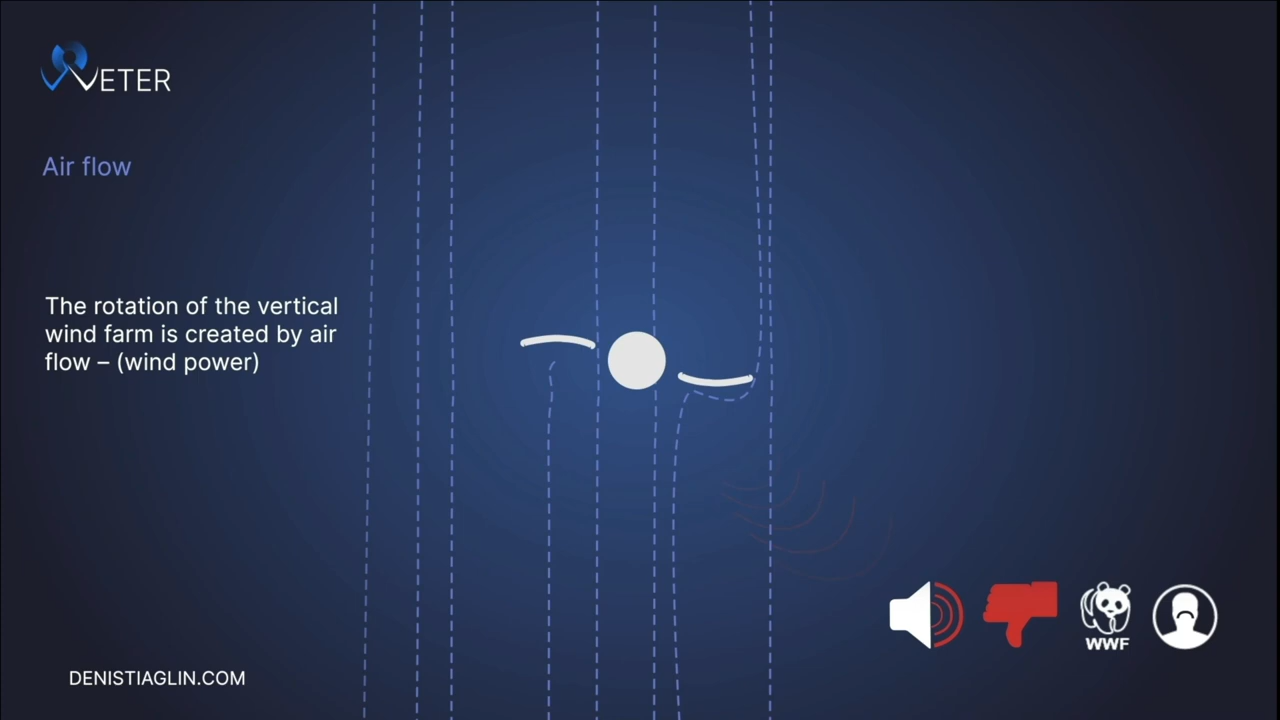 VETER
Air flow
The rotation of the vertical
wind farm is created by air
flow – (wind power)
WWF
DENISTIAGLIN.COM